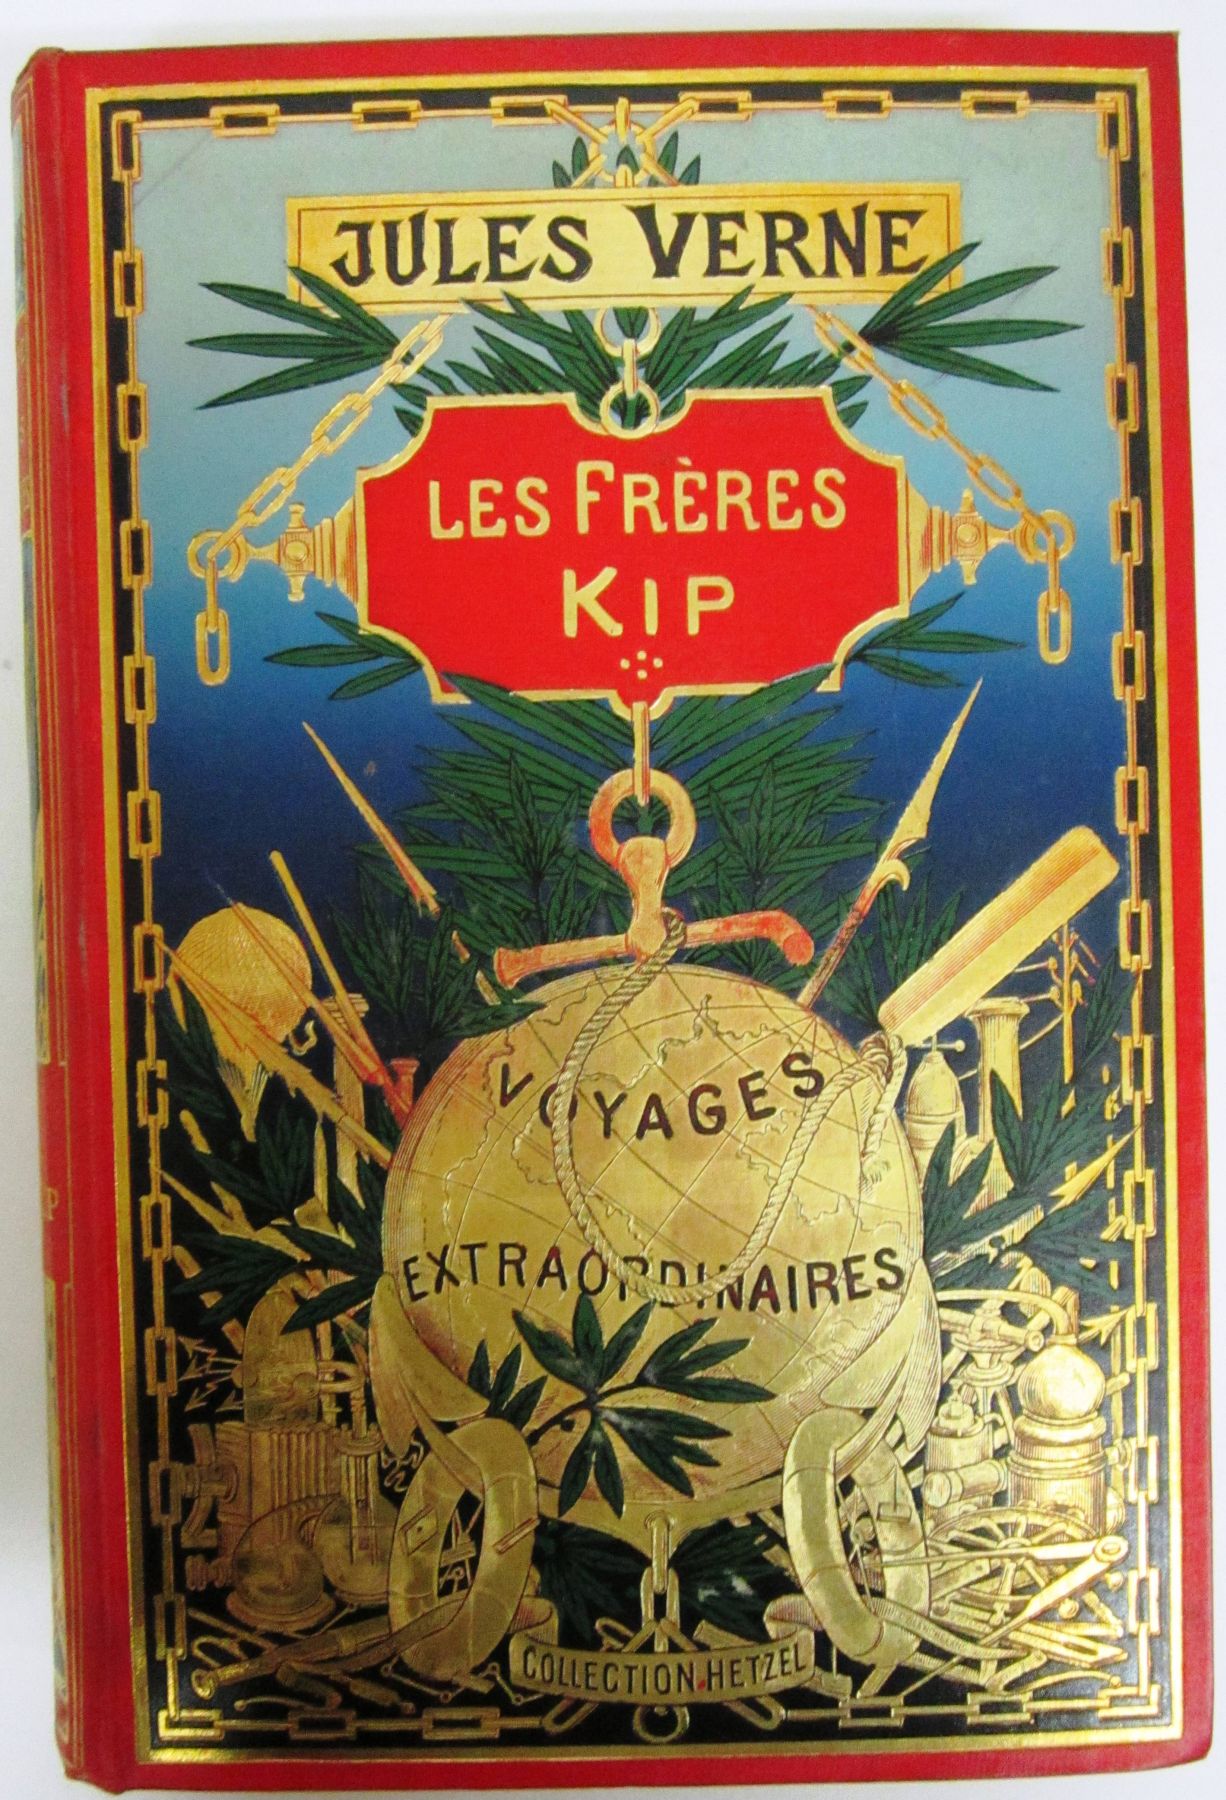 JULES VERNE
LES FRÈRES
KIP
VOYAGES
EXTRAORDINAIRES
COLLECTION HETZEL
P